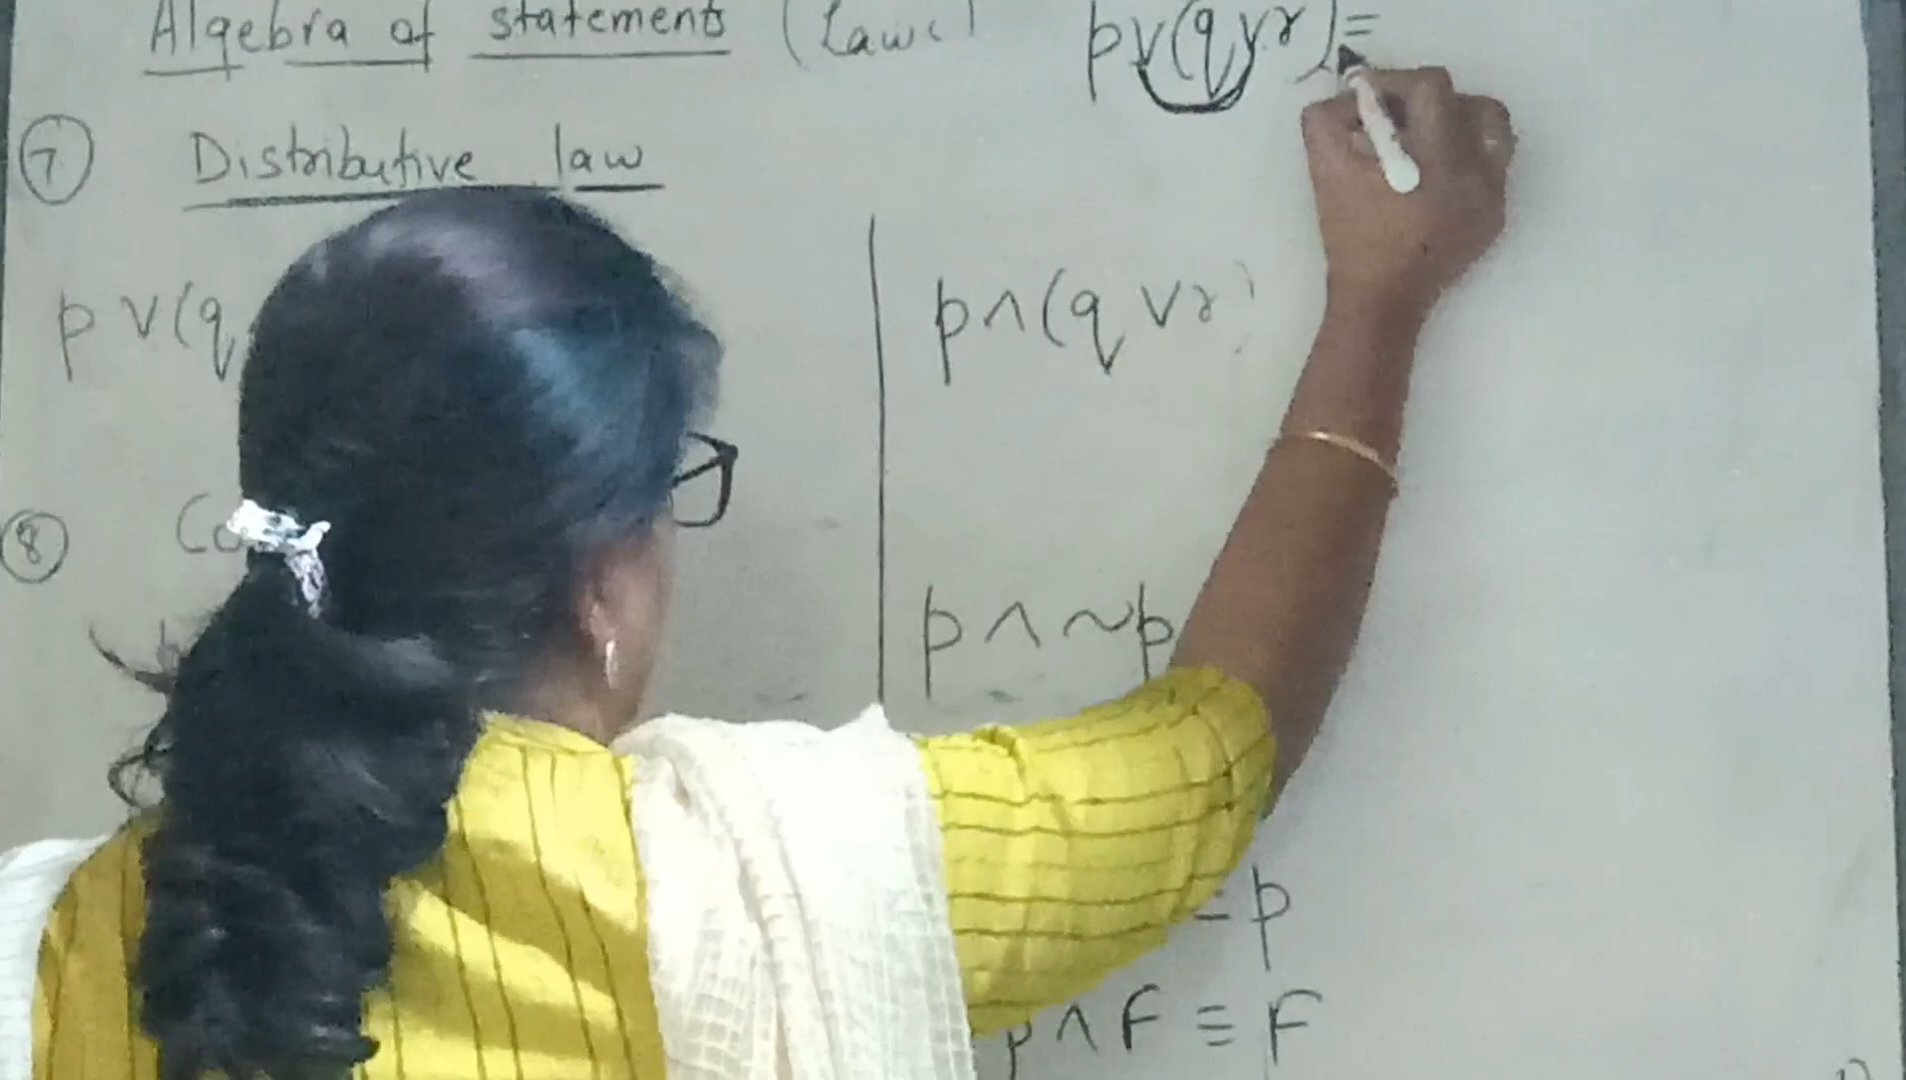 Algebra of statements (Laws) p∨(q∨r)=
7 Distributive law
p ∨(q p∧(q ∨r)
8 Co
p ∧ ~p
=p
p ∧ F ≡ F